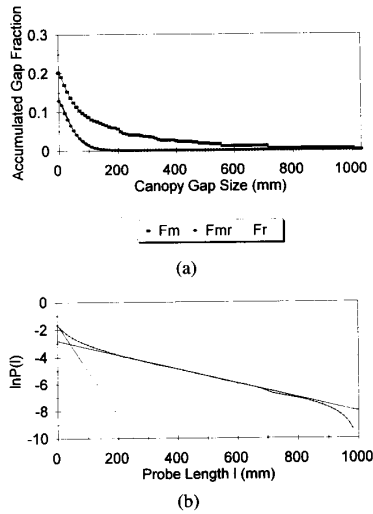 0.3
0.2
0.1
0
Accumulated Gap Fraction
0 200 400 600 800 1000
Canopy Gap Size (mm)
Fm Fmr Fr
(a)
0
-2
-4
-6
-8
-10
lnP(l)
0 200 400 600 800 1000
Probe Length l (mm)
(b)